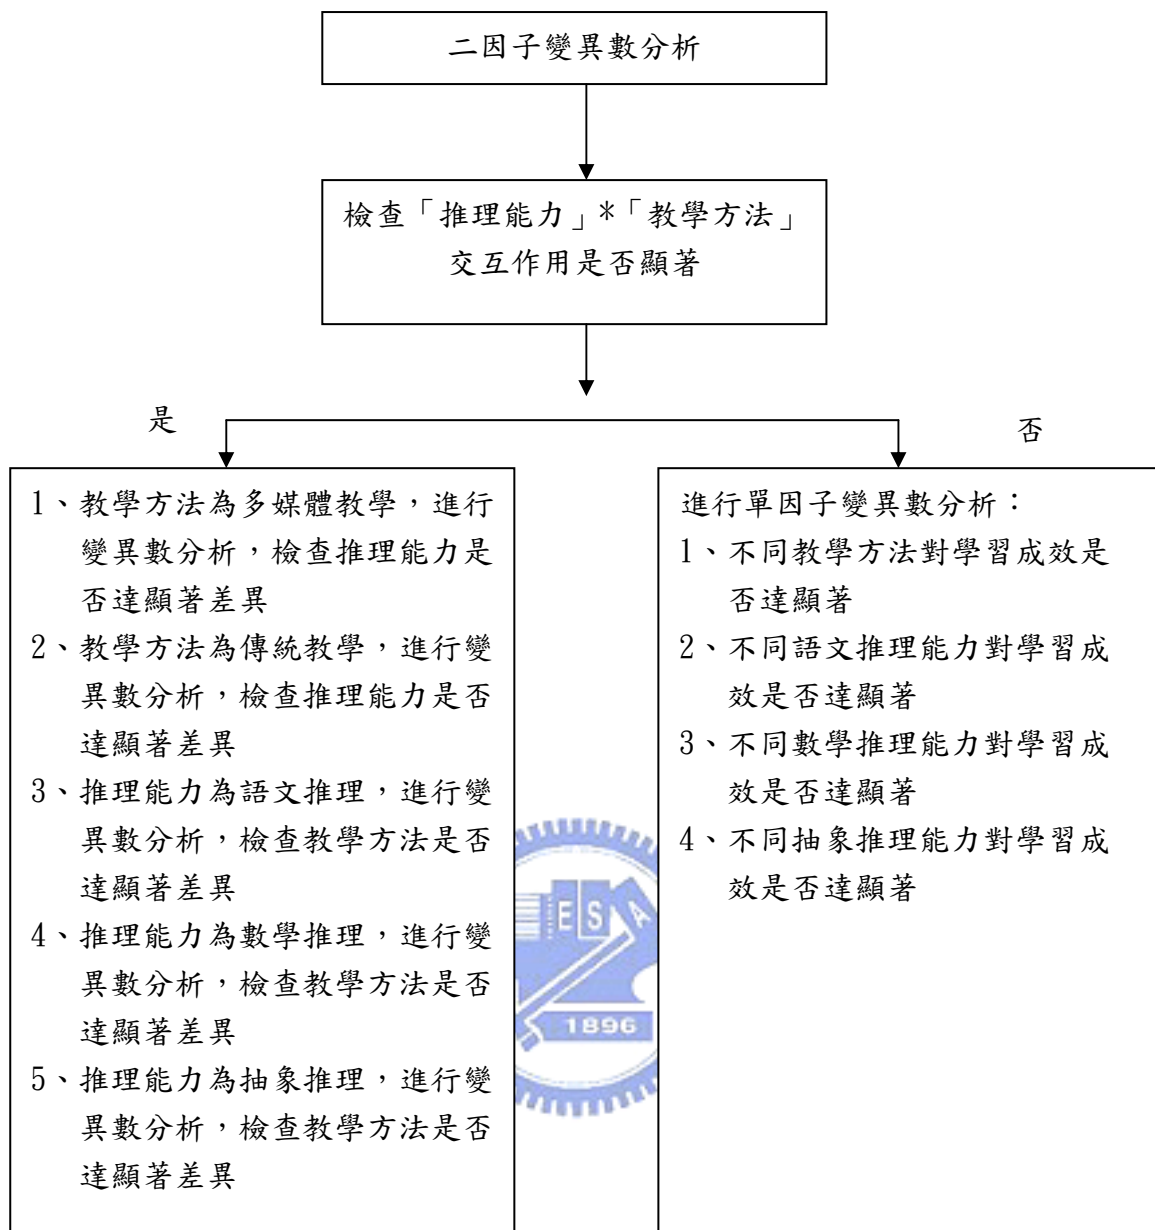 二因子變異數分析
檢查「推理能力」*「教學方法」
交互作用是否顯著
是
否
1、教學方法為多媒體教學，進行
變異數分析，檢查推理能力是
否達顯著差異
2、教學方法為傳統教學，進行變
異數分析，檢查推理能力是否
達顯著差異
3、推理能力為語文推理，進行變
異數分析，檢查教學方法是否
達顯著差異
4、推理能力為數學推理，進行變
異數分析，檢查教學方法是否
達顯著差異
5、推理能力為抽象推理，進行變
異數分析，檢查教學方法是否
達顯著差異
進行單因子變異數分析：
1、不同教學方法對學習成效是
否達顯著
2、不同語文推理能力對學習成
效是否達顯著
3、不同數學推理能力對學習成
效是否達顯著
4、不同抽象推理能力對學習成
效是否達顯著
ESA
1896